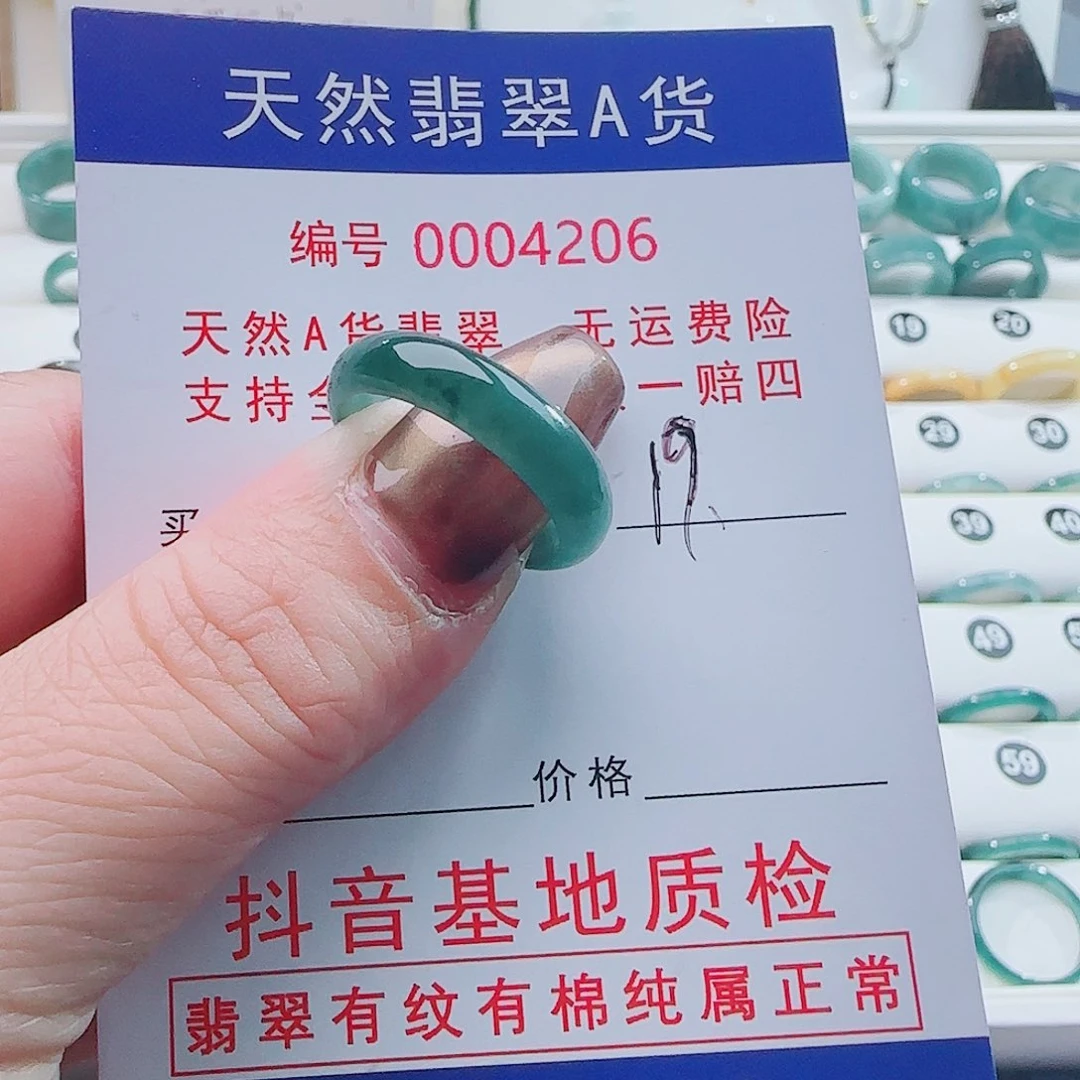 天然翡翠A货
编号 0004206
天然A货翡翠 无运费险
支持 一赔四
买
19
价格
抖音基地质检
翡翠有纹有棉纯属正常
19 20
29 30
39 40
49
59